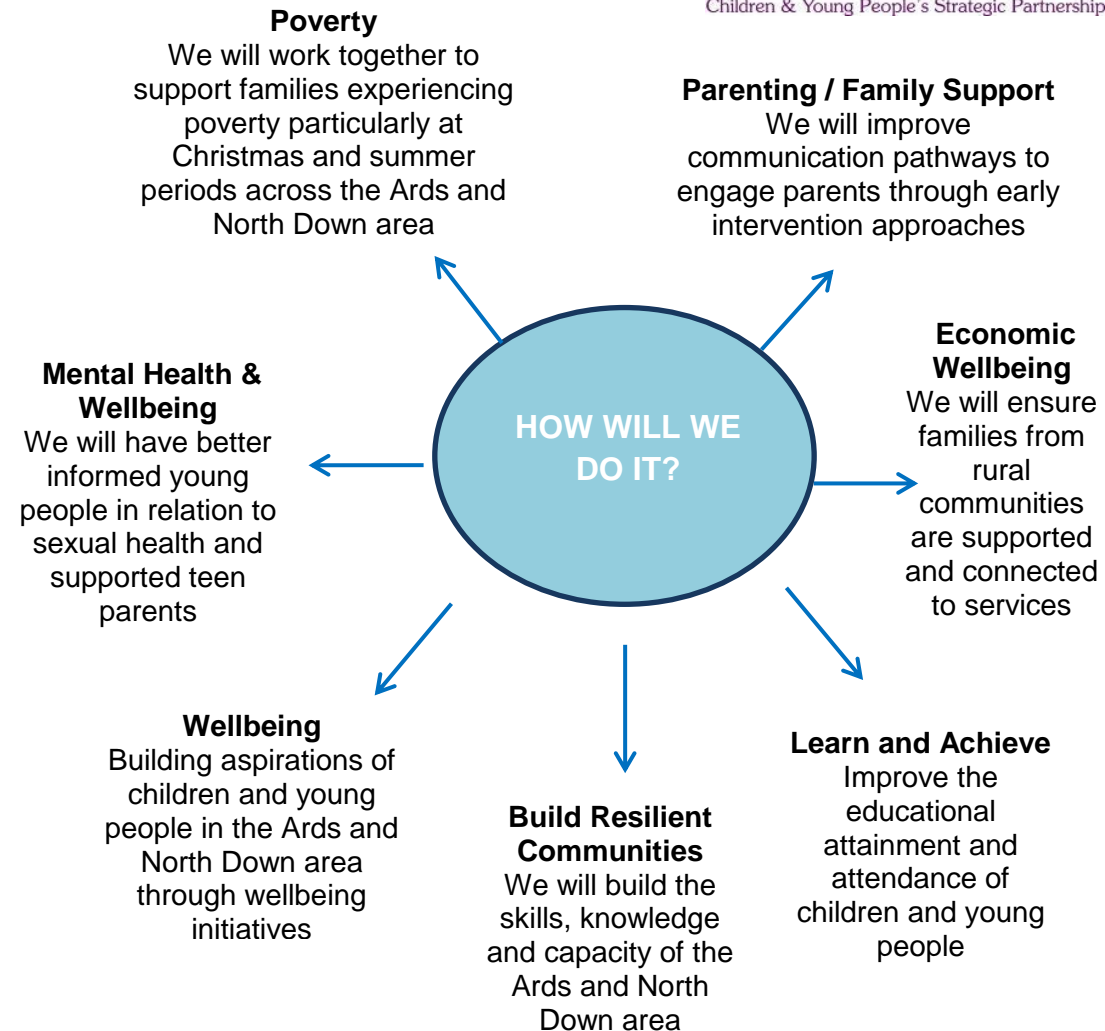 Children & Young People's Strategic Partnership
Poverty
We will work together to
support families experiencing
poverty particularly at
Christmas and summer
periods across the Ards and
North Down area
Parenting / Family Support
We will improve
communication pathways to
engage parents through early
intervention approaches
Economic
Wellbeing
We will ensure
families from
rural
communities
are supported
and connected
to services
Mental Health &
Wellbeing
We will have better
informed young
people in relation to
sexual health and
supported teen
parents
HOW WILL WE
DO IT?
Wellbeing
Building aspirations of
children and young
people in the Ards and
North Down area
through wellbeing
initiatives
Build Resilient
Communities
We will build the
skills, knowledge
and capacity of the
Ards and North
Down area
Learn and Achieve
Improve the
educational
attainment and
attendance of
children and young
people